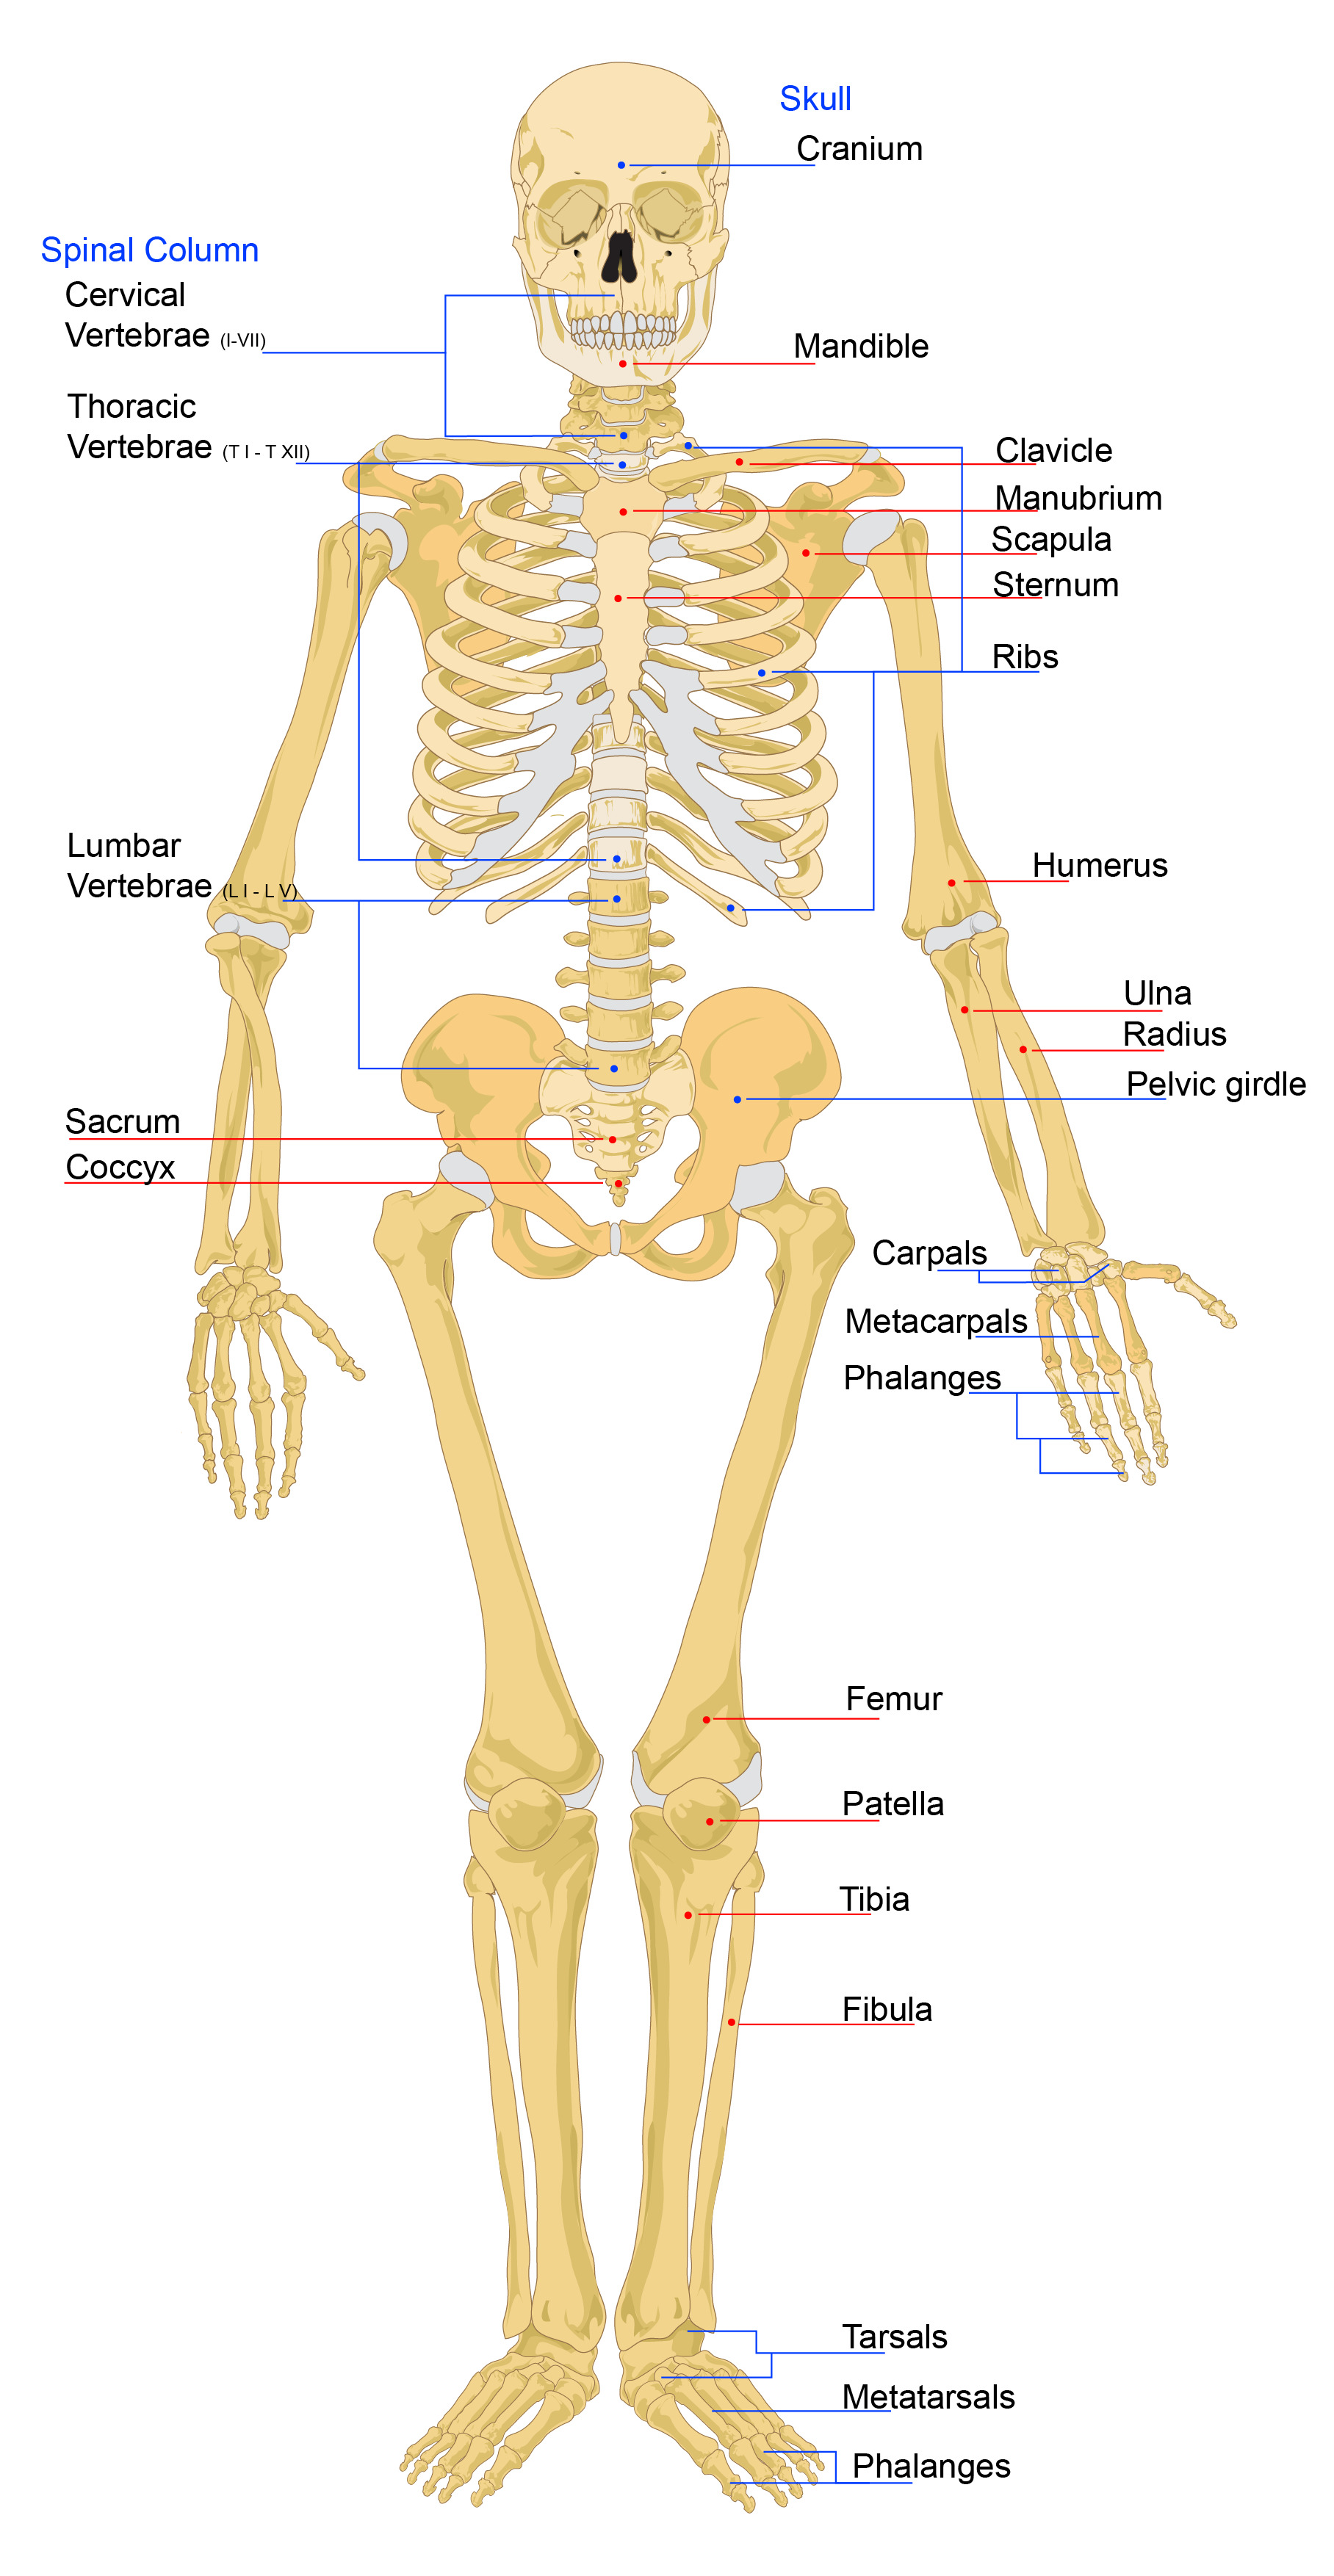 Skull
Cranium
Spinal Column
Cervical
Vertebrae (I-VII)
Mandible
Thoracic
Vertebrae (T I - T XII)
Clavicle
Manubrium
Scapula
Sternum
Ribs
Lumbar
Vertebrae (L I - L V)
Humerus
Ulna
Radius
Pelvic girdle
Sacrum
Coccyx
Carpals
Metacarpals
Phalanges
Femur
Patella
Tibia
Fibula
Tarsals
Metatarsals
Phalanges